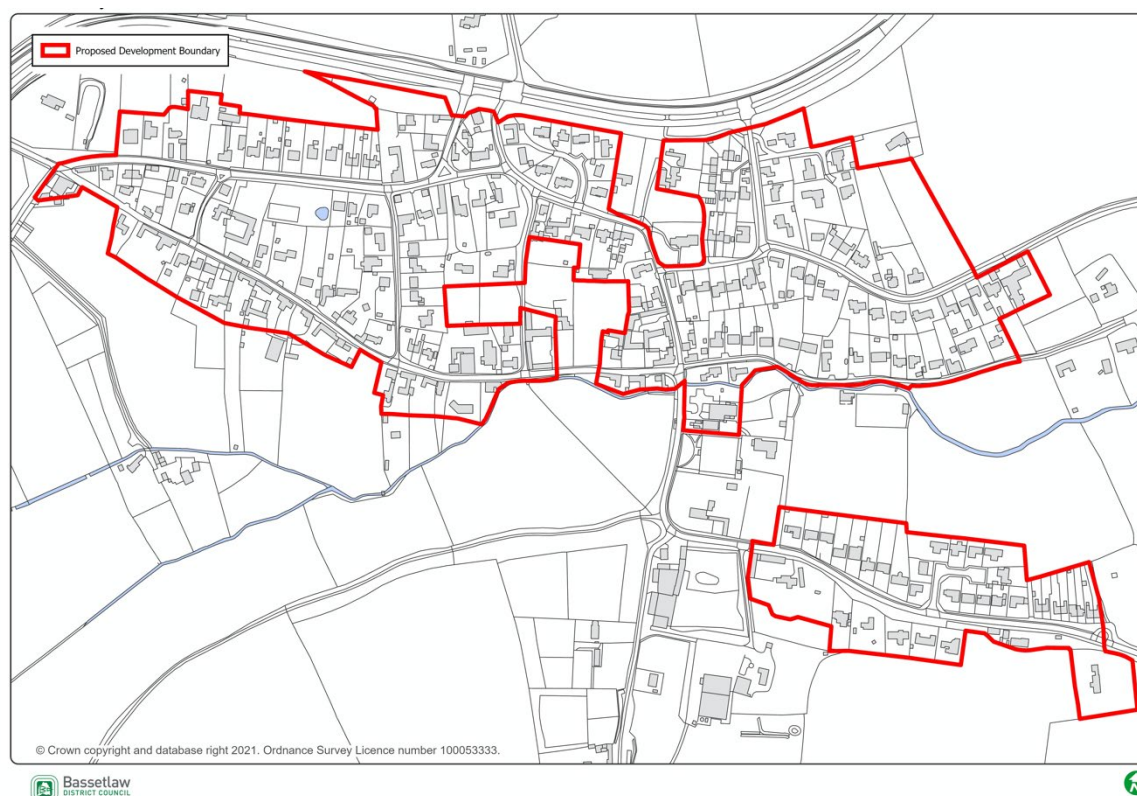 Proposed Development Boundary
© Crown copyright and database right 2021. Ordnance Survey Licence number 100053333.
Bassetlaw
DISTRICT COUNCIL